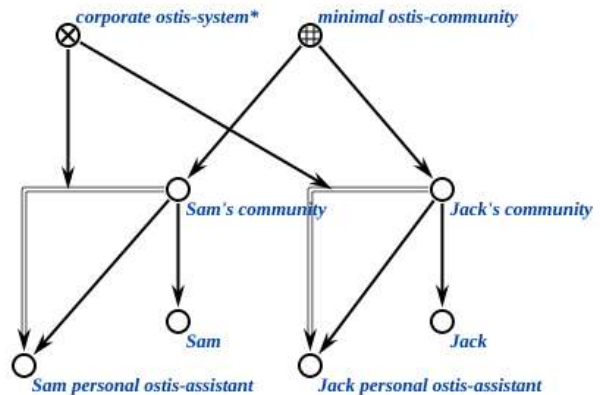 corporate ostis-system*
minimal ostis-community
Sam's community
Jack's community
Sam
Jack
Sam personal ostis-assistant
Jack personal ostis-assistant